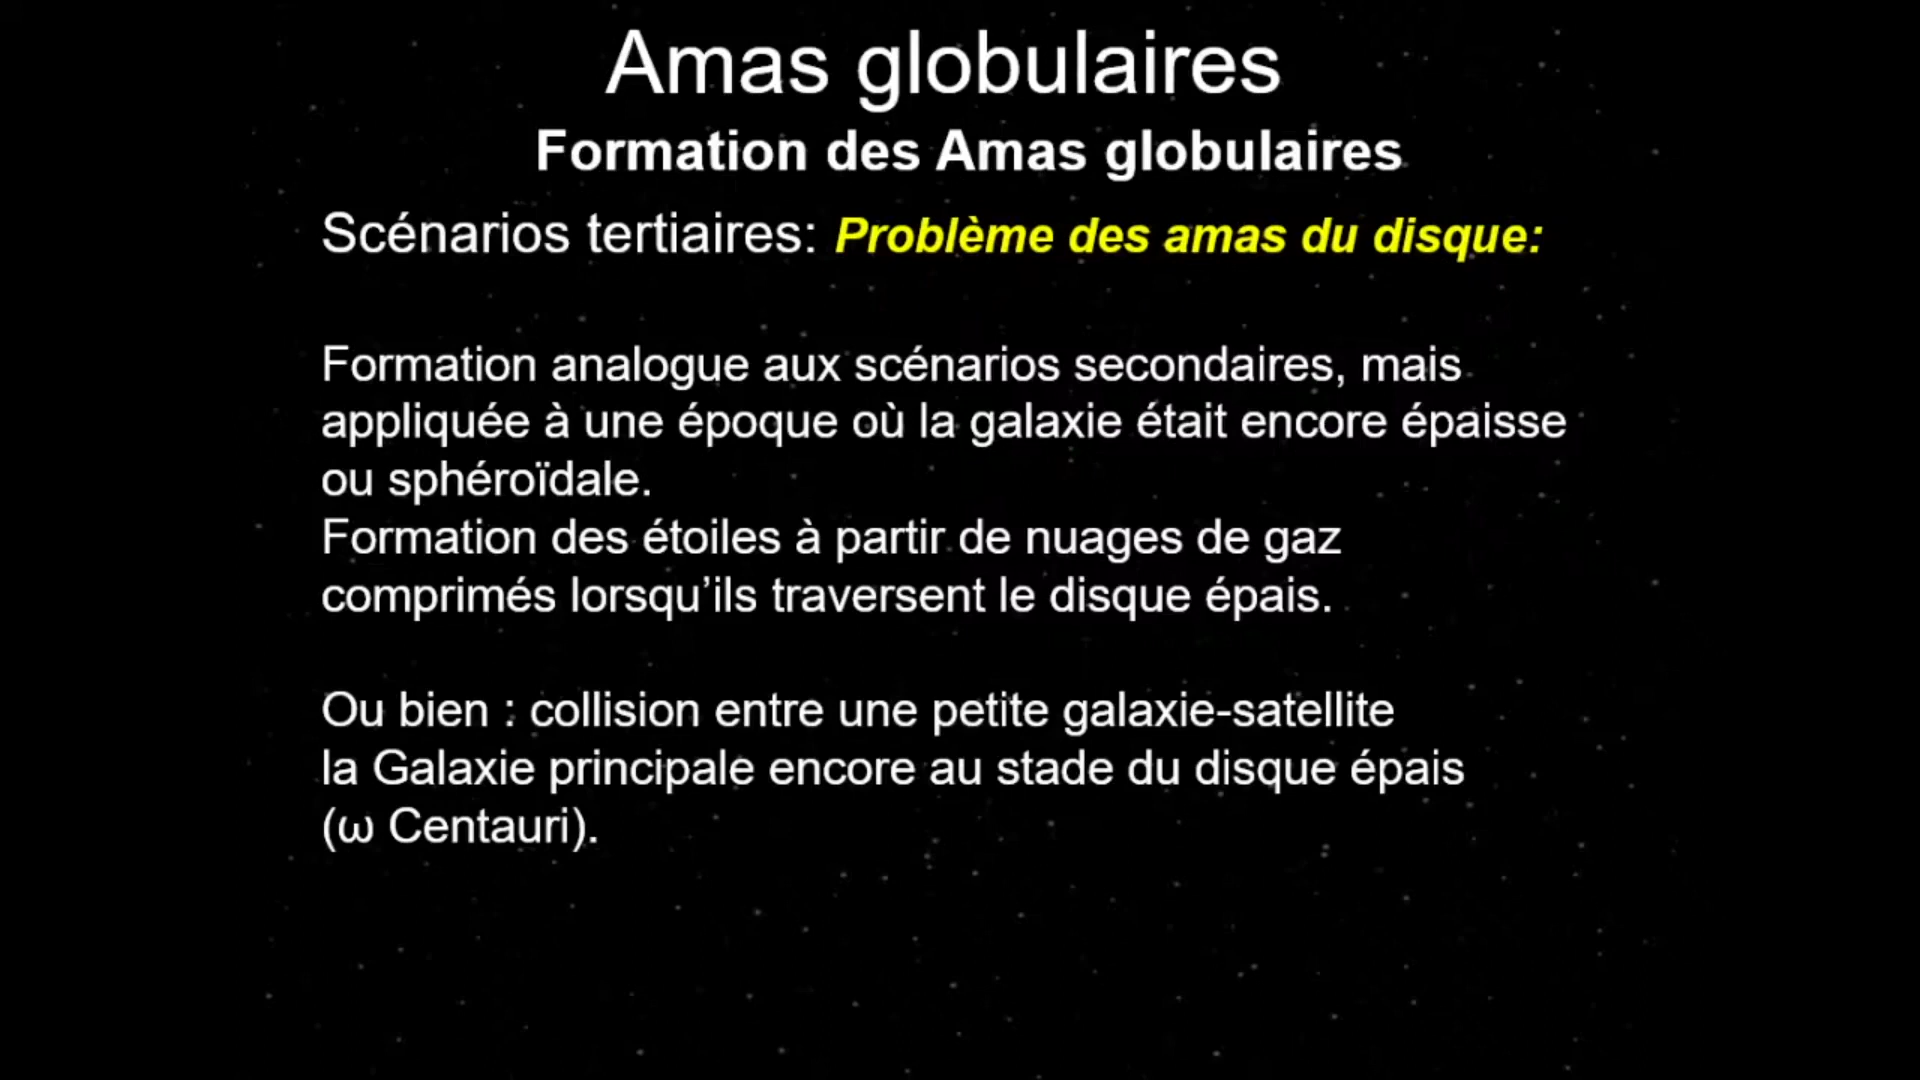 Amas globulaires
Formation des Amas globulaires
Scénarios tertiaires: Problème des amas du disque:
Formation analogue aux scénarios secondaires, mais
appliquée à une époque où la galaxie était encore épaisse
ou sphéroïdale.
Formation des étoiles à partir de nuages de gaz
comprimés lorsqu’ils traversent le disque épais.
Ou bien : collision entre une petite galaxie-satellite
la Galaxie principale encore au stade du disque épais
(ω Centauri).